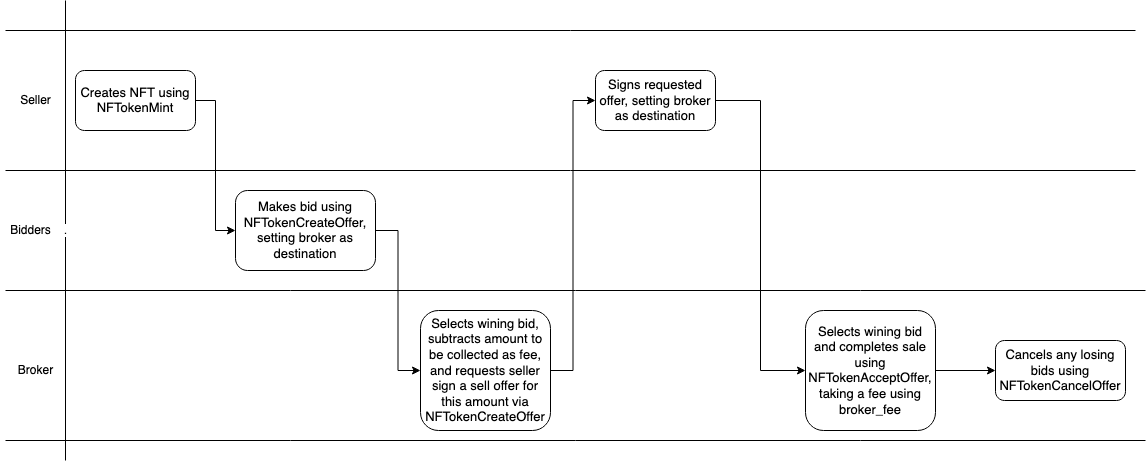 Seller
Creates NFT using
NFTokenMint
Signs requested
offer, setting broker
as destination
Bidders
Makes bid using
NFTokenCreateOffer,
setting broker as
destination
Broker
Selects wining bid,
subtracts amount to
be collected as fee,
and requests seller
sign a sell offer for
this amount via
NFTokenCreateOffer
Selects wining bid
and completes sale
using
NFTokenAcceptOffer,
taking a fee using
broker_fee
Cancels any losing
bids using
NFTokenCancelOffer